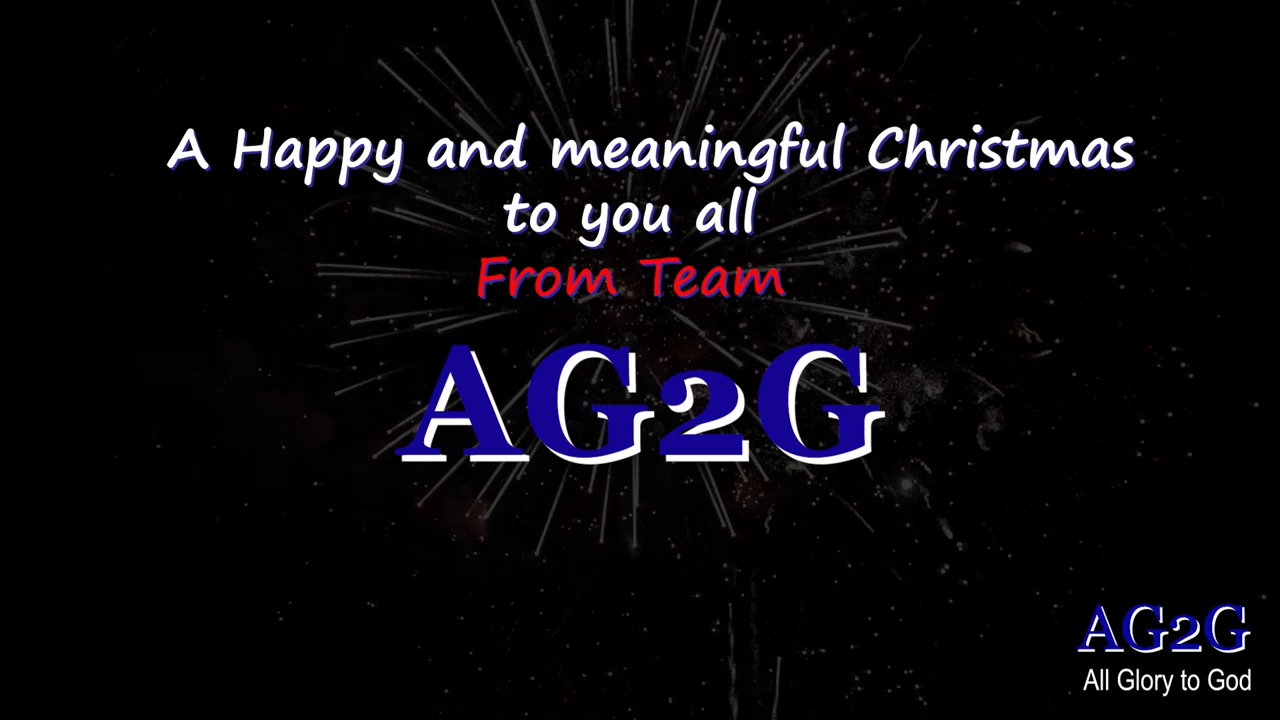 A Happy and meaningful Christmas
to you all
From Team
AG2G
AG2G
All Glory to God